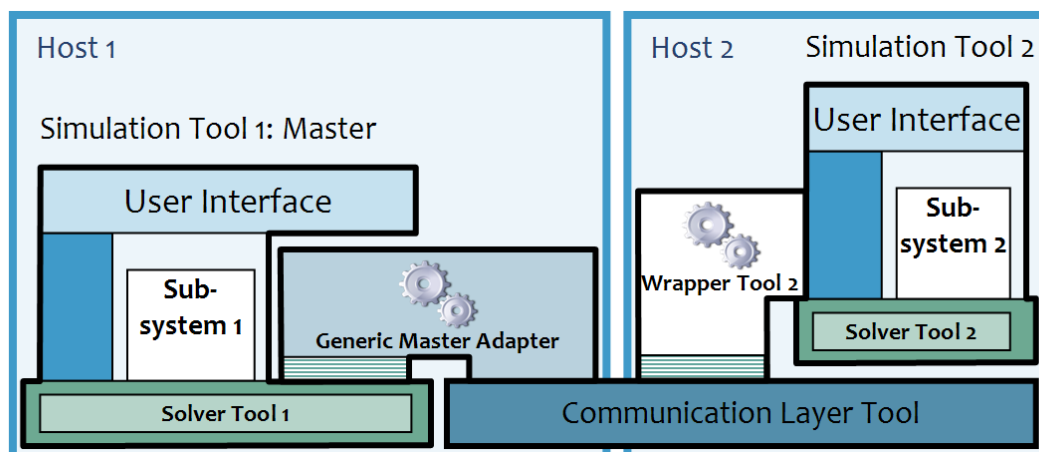 Host 1
Simulation Tool 1: Master
User Interface
Sub-
system 1
Generic Master Adapter
Solver Tool 1
Host 2
Simulation Tool 2
User Interface
Sub-
system 2
Wrapper Tool 2
Solver Tool 2
Communication Layer Tool